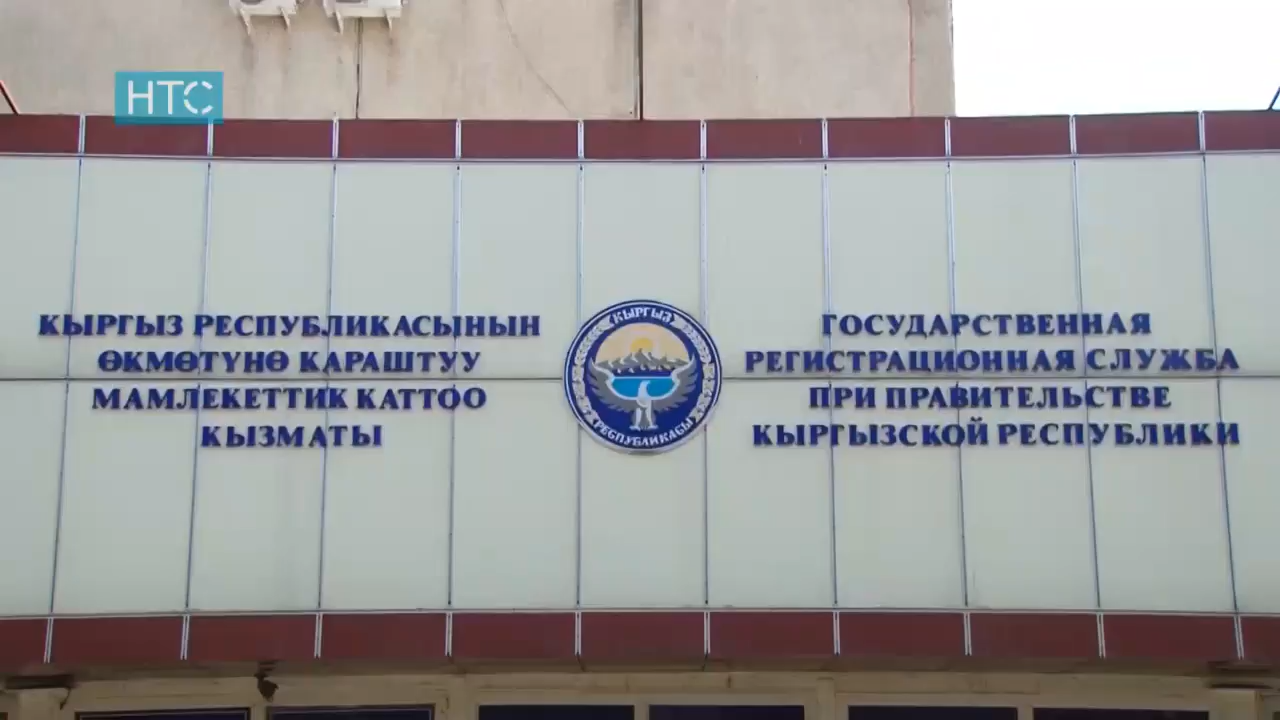 НТС
КЫРГЫЗ РЕСПУБЛИКАСЫНЫН
ӨКМӨТҮНӨ КАРАШТУУ
МАМЛЕКЕТТИК КАТТОО
КЫЗМАТЫ
КЫРГЫЗ
РЕСПУБЛИКАСЫ
ГОСУДАРСТВЕННАЯ
РЕГИСТРАЦИОННАЯ СЛУЖБА
ПРИ ПРАВИТЕЛЬСТВЕ
КЫРГЫЗСКОЙ РЕСПУБЛИКИ